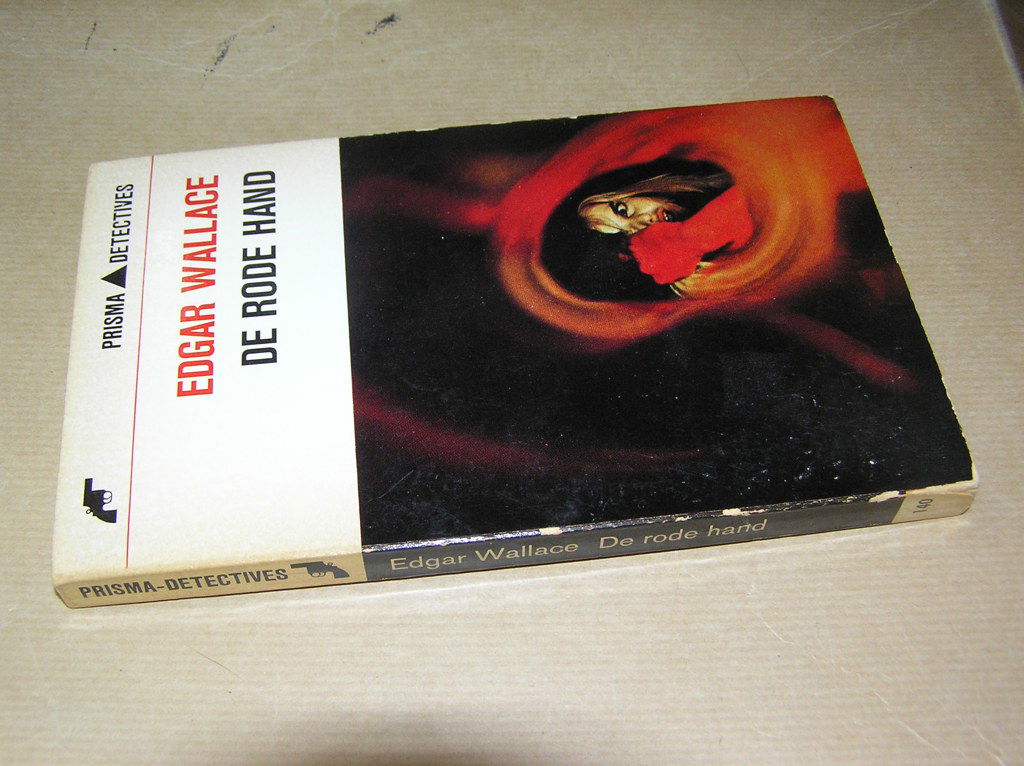 PRISMA DETECTIVES
EDGAR WALLACE
DE RODE HAND
PRISMA-DETECTIVES
Edgar Wallace De rode hand
140